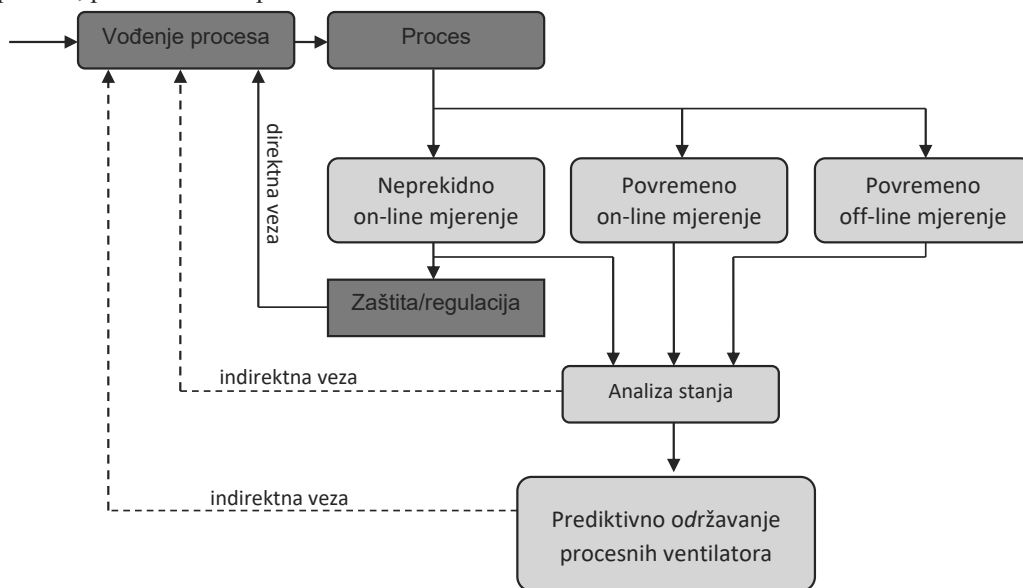 Vođenje procesa
Proces
direktna veza
Neprekidno
on-line mjerenje
Povremeno
on-line mjerenje
Povremeno
off-line mjerenje
Zaštita/regulacija
indirektna veza
Analiza stanja
indirektna veza
Prediktivno održavanje
procesnih ventilatora